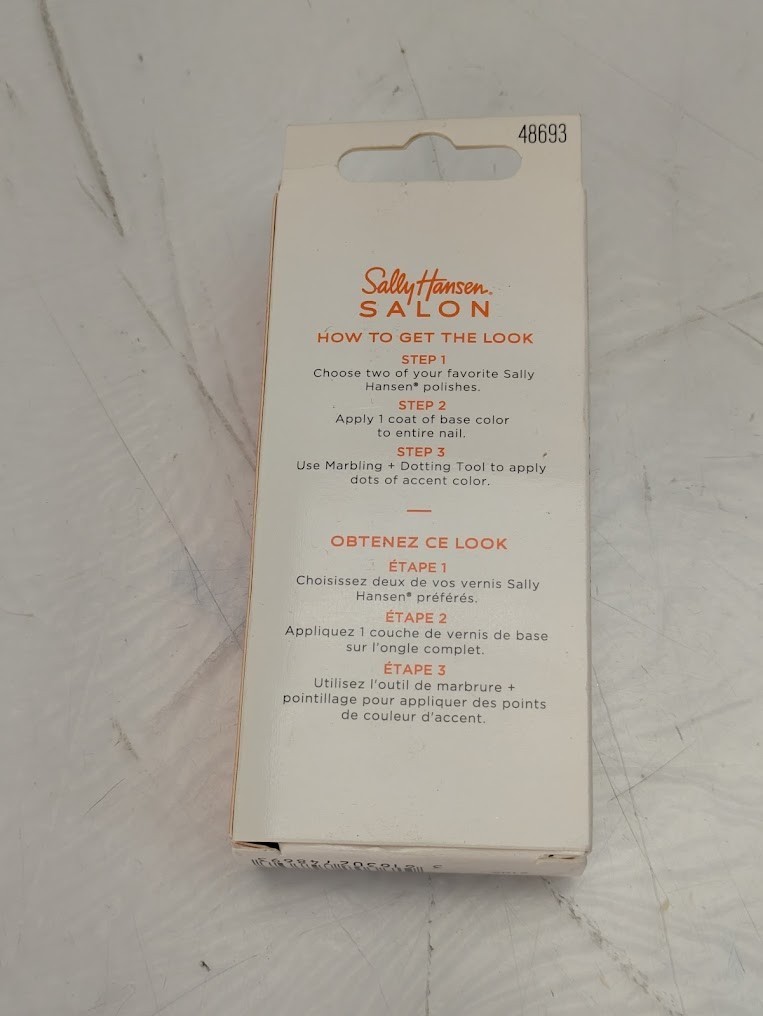 48693
Sally Hansen.
SALON
HOW TO GET THE LOOK
STEP 1
Choose two of your favorite Sally
Hansen® polishes.
STEP 2
Apply 1 coat of base color
to entire nail.
STEP 3
Use Marbling + Dotting Tool to apply
dots of accent color.
OBTENEZ CE LOOK
ÉTAPE 1
Choisissez deux de vos vernis Sally
Hansen® préférés.
ÉTAPE 2
Appliquez 1 couche de vernis de base
sur l'ongle complet.
ÉTAPE 3
Utilisez l'outil de marbrure +
pointillage pour appliquer des points
de couleur d'accent.